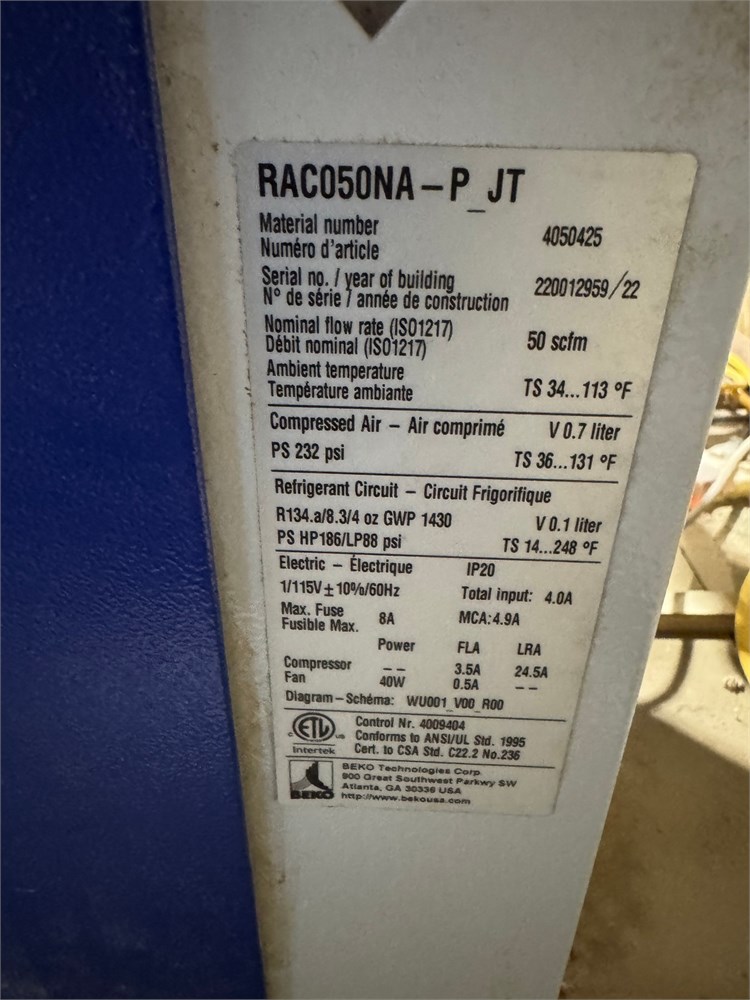 RAC050NA-P_JT
Material number
Numéro d'article 4050425
Serial no. / year of building
N° de série / année de construction 220012959/22
Nominal flow rate (ISO1217)
Débit nominal (ISO1217) 50 scfm
Ambient temperature
Température ambiante TS 34...113 °F
Compressed Air - Air comprimé V 0.7 liter
PS 232 psi TS 36...131 °F
Refrigerant Circuit - Circuit Frigorifique
R134.a/8.3/4 oz GWP 1430 V 0.1 liter
PS HP186/LP88 psi TS 14...248 °F
Electric - Électrique IP20
1/115V ± 10%/60Hz Total input: 4.0A
Max. Fuse
Fusible Max. 8A MCA:4.9A
Power FLA LRA
Compressor -- 3.5A 24.5A
Fan 40W 0.5A --
Diagram-Schéma: WU001_V00_R00
Control Nr. 4009404
Conforms to ANSI/UL Std. 1995
Cert. to CSA Std. C22.2 No.236
c ETL us
Intertek
BEKO Technologies Corp.
900 Great Southwest Parkway SW
Atlanta, GA 30336 USA
http://www.bekousa.com
BEKO